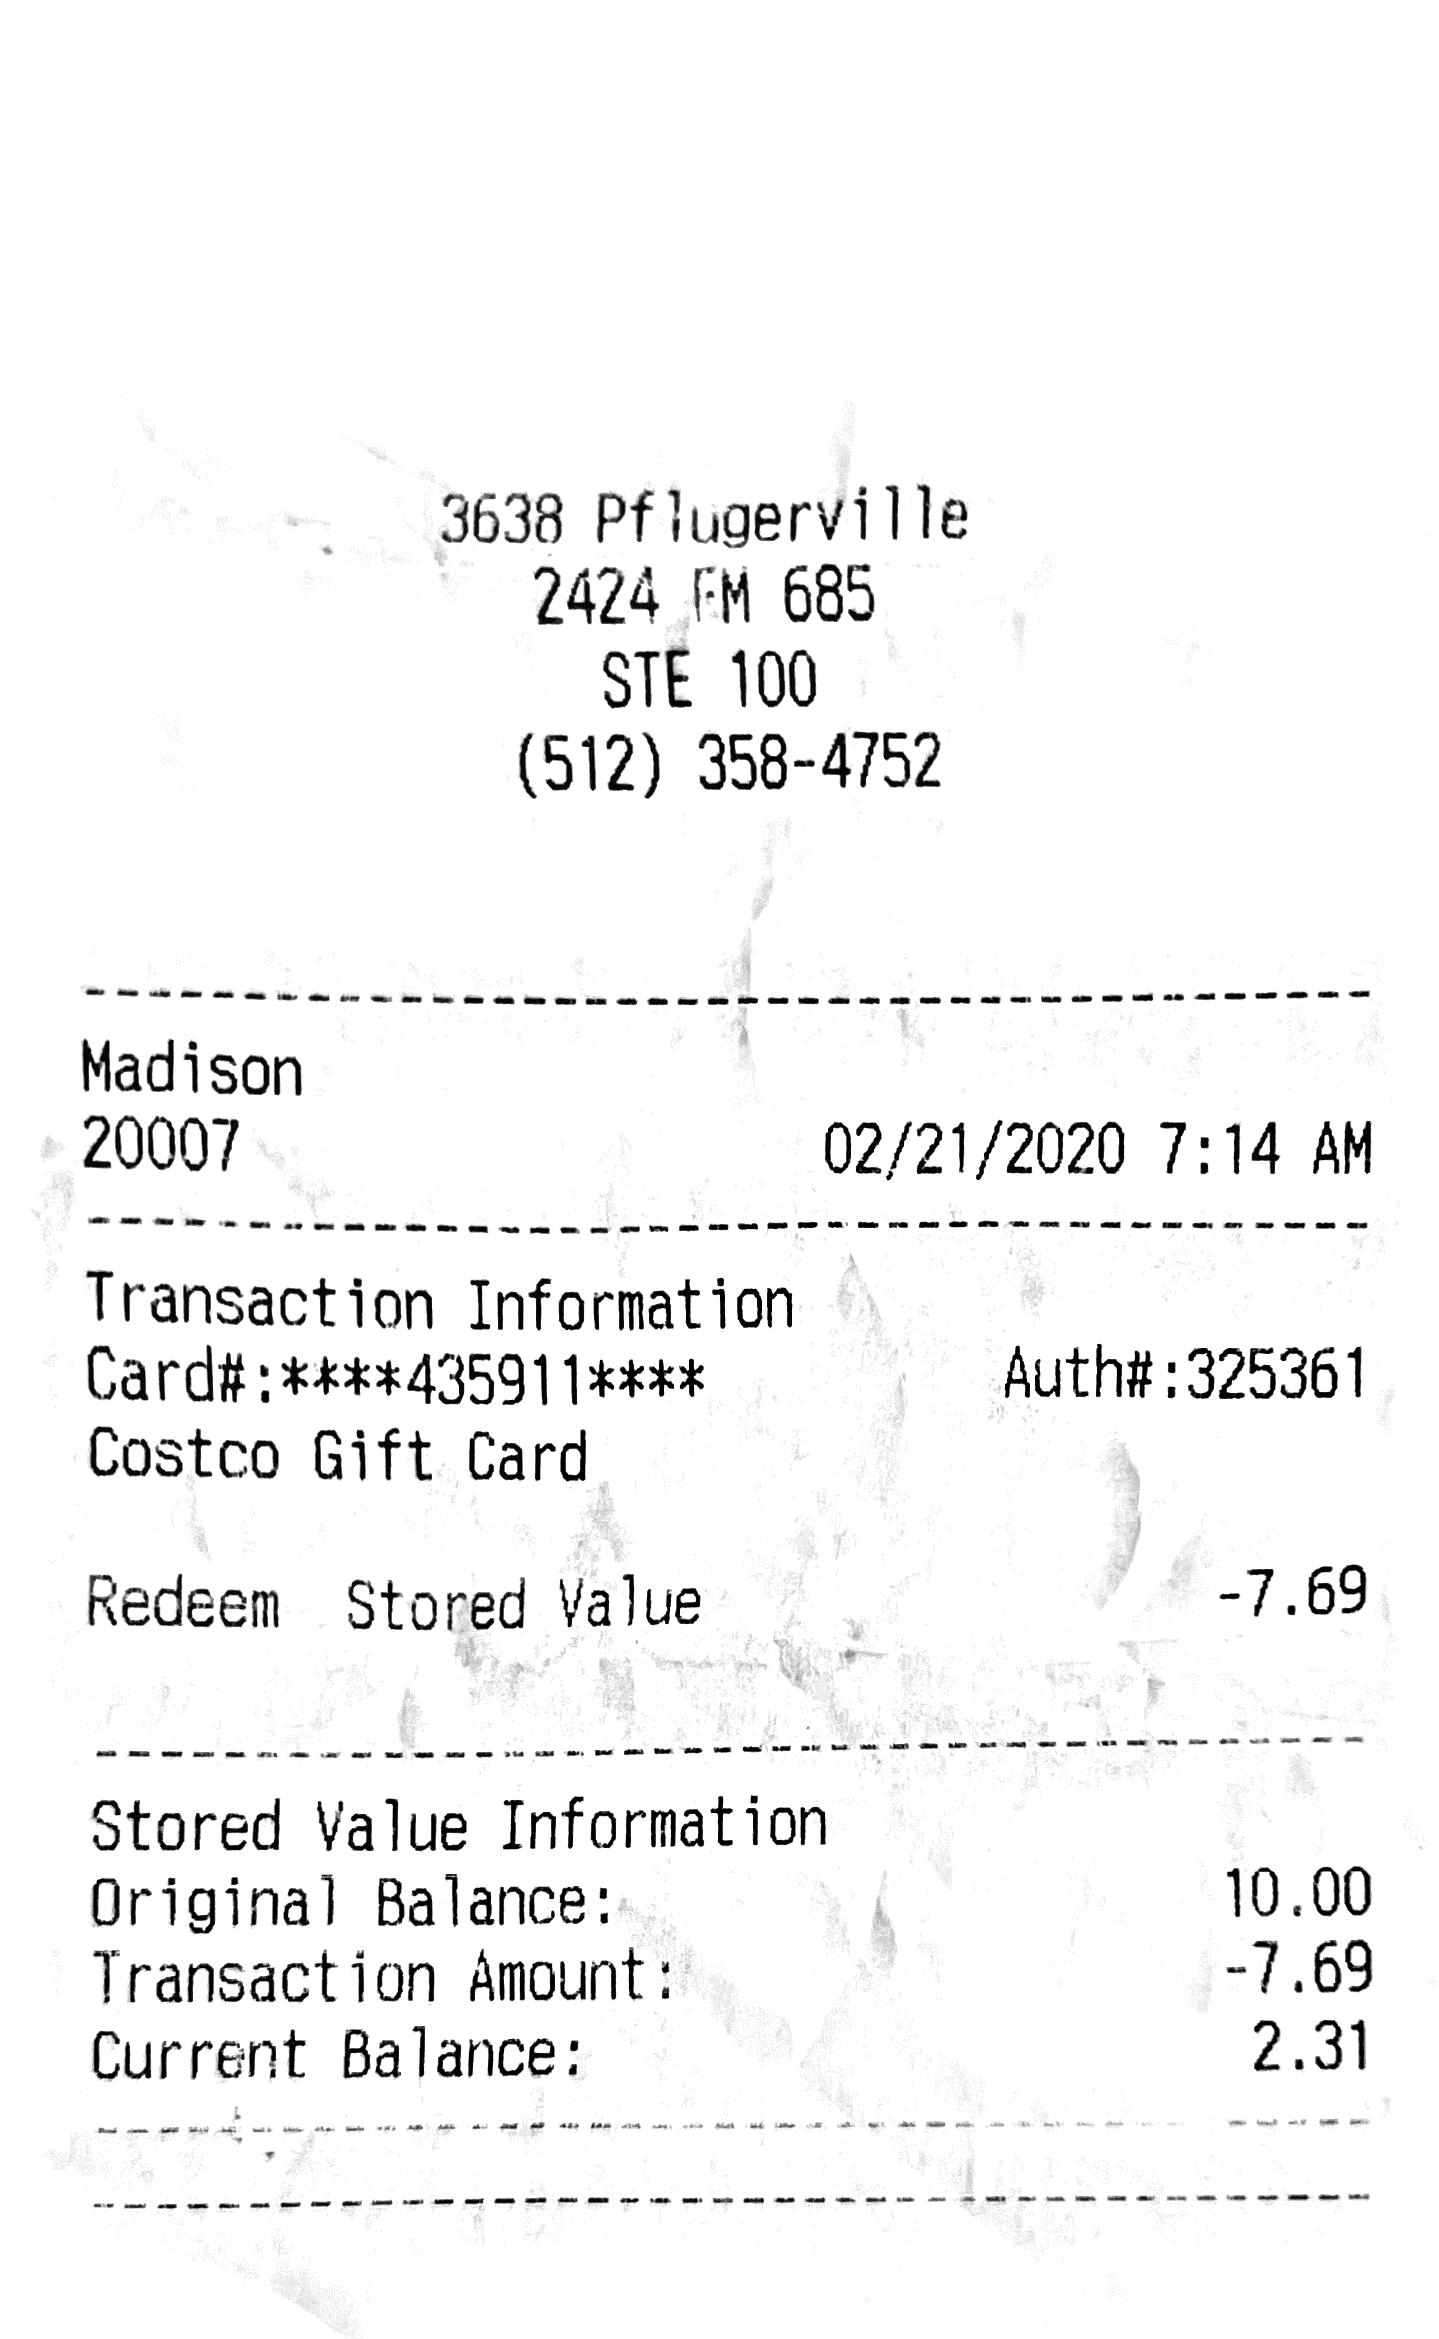 3638 Pflugerville
2424 FM 685
STE 100
(512) 358-4752
Madison
20007 02/21/2020 7:14 AM
Transaction Information
Card#:****435911**** Auth#:325361
Costco Gift Card
Redeem Stored Value -7.69
Stored Value Information
Original Balance: 10.00
Transaction Amount: -7.69
Current Balance: 2.31